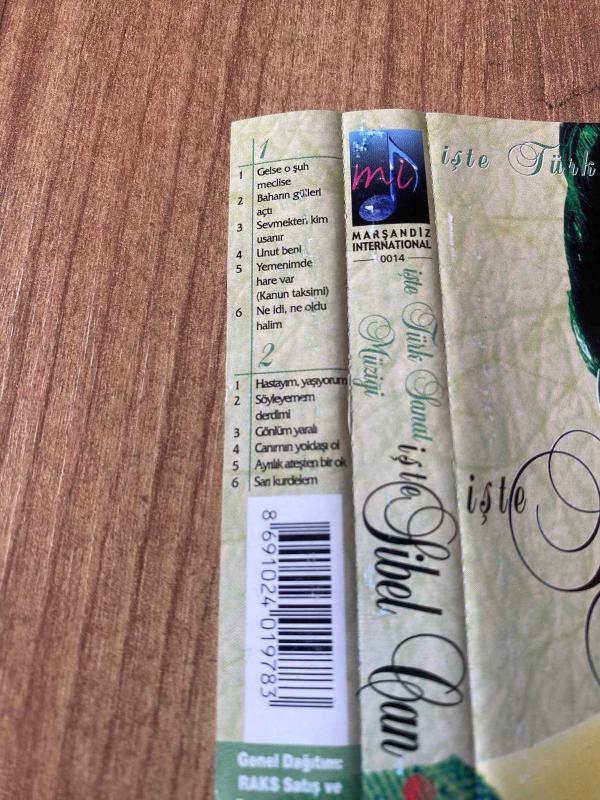 1
1 Gelse o şuh
meclise
2 Baharın gülleri
açtı
3 Sevmekten kim
usanır
4 Unut beni
5 Yemenimde
hare var
(Kanun taksimi)
6 Ne idi, ne oldu
halim
2
1 Hastayım, yaşıyorum
2 Söyleyemem
derdimi
3 Gönlüm yaralı
4 Canımın yoldaşı ol
5 Ayrılık ateşten bir ok
6 Sarı kurdelem
8 691024 019783
Genel Dağıtım:
RAKS Satış ve
mi
MARŞANDİZ
INTERNATIONAL
0014
işte Türk Sanat
Müziği
işte Sibel Can
işte Türk
işte